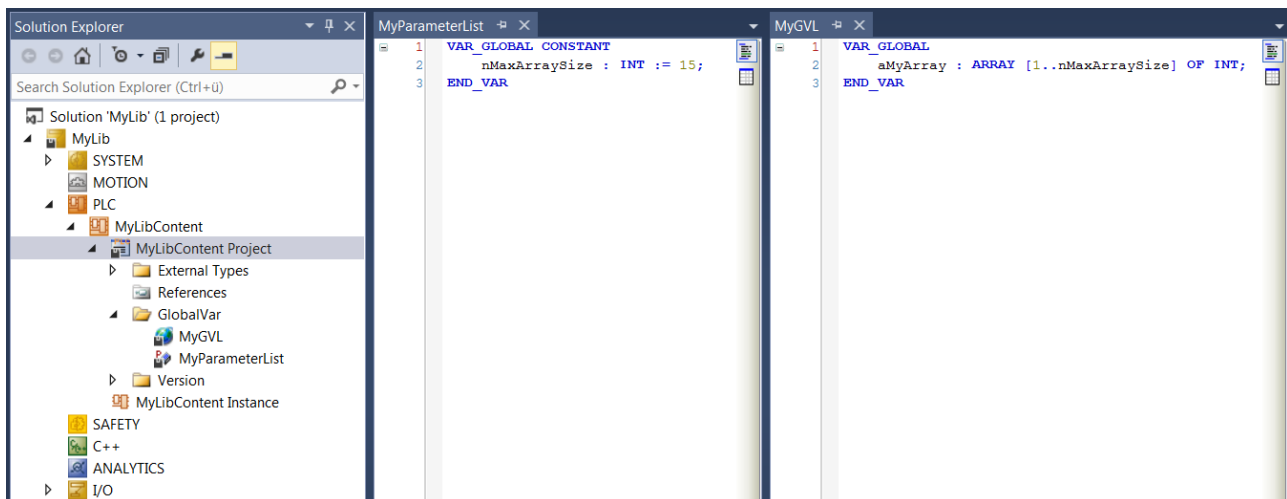 Solution Explorer
Search Solution Explorer (Ctrl+ü)
Solution 'MyLib' (1 project)
MyLib
SYSTEM
MOTION
PLC
MyLibContent
MyLibContent Project
External Types
References
GlobalVar
MyGVL
MyParameterList
Version
MyLibContent Instance
SAFETY
C++
ANALYTICS
I/O
MyParameterList
1 VAR_GLOBAL CONSTANT
2 nMaxArraySize : INT := 15;
3 END_VAR
MyGVL
1 VAR_GLOBAL
2 aMyArray : ARRAY [1..nMaxArraySize] OF INT;
3 END_VAR